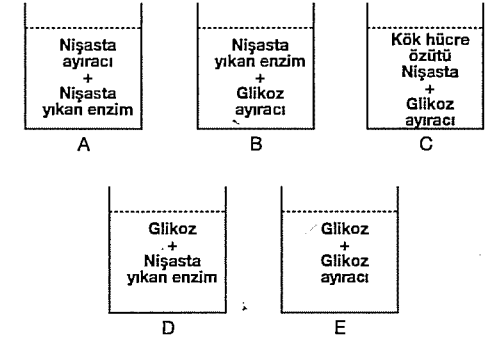 Nişasta
ayıracı
+
Nişasta
yıkan enzim
A
Nişasta
yıkan enzim
+
Glikoz
ayıracı
B
Kök hücre
özütü
Nişasta
+
Glikoz
ayıracı
C
Glikoz
+
Nişasta
yıkan enzim
D
Glikoz
+
Glikoz
ayıracı
E